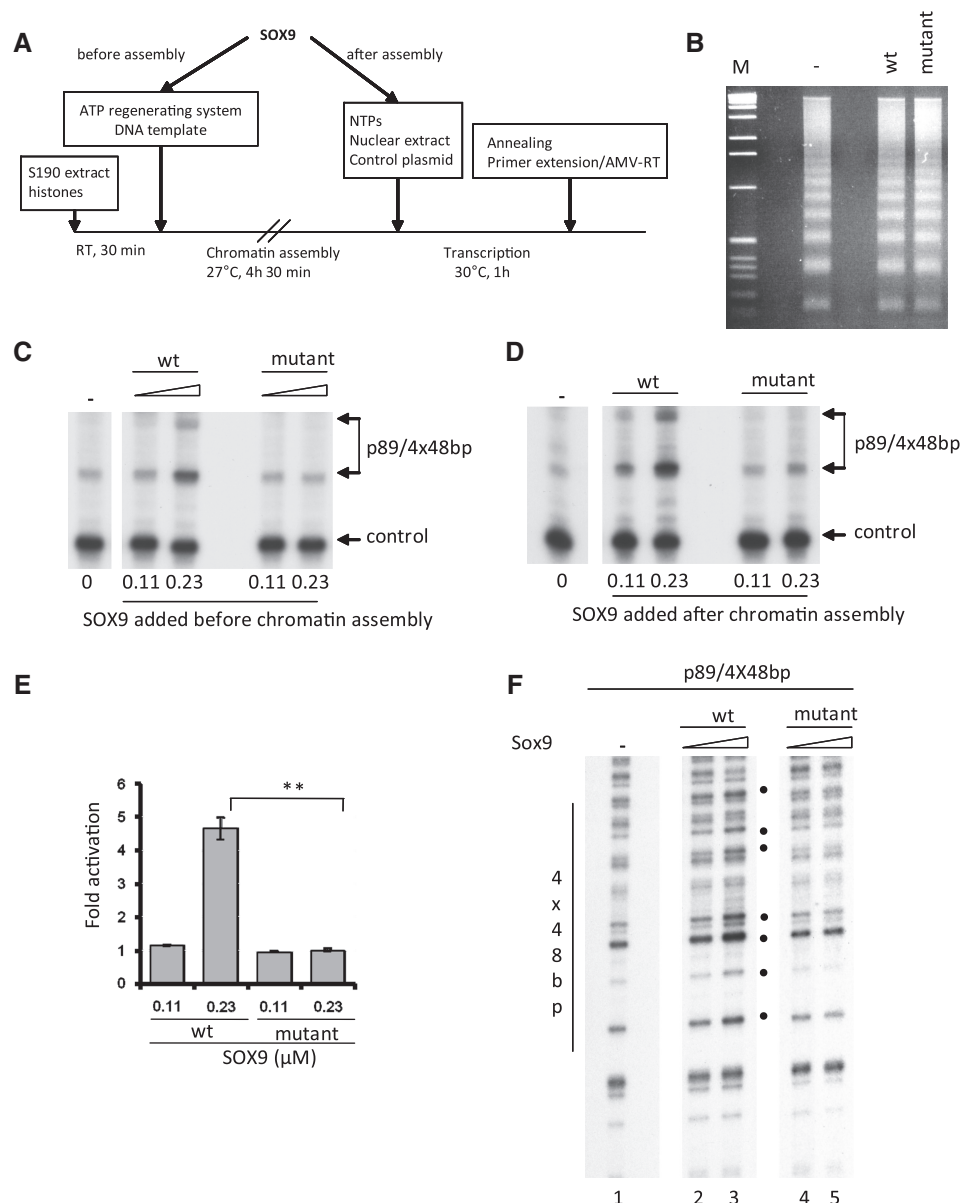 A
SOX9
before assembly
after assembly
ATP regenerating system
DNA template
NTPs
Nuclear extract
Control plasmid
Annealing
Primer extension/AMV-RT
S190 extract
histones
RT, 30 min
Chromatin assembly
27°C, 4h 30 min
Transcription
30°C, 1h
B
M
-
wt
mutant
C
-
wt
mutant
p89/4x48bp
control
0
0.11 0.23
0.11 0.23
SOX9 added before chromatin assembly
D
-
wt
mutant
p89/4x48bp
control
0
0.11 0.23
0.11 0.23
SOX9 added after chromatin assembly
E
Fold activation
6
5
4
3
2
1
0
**
0.11 0.23 0.11 0.23
wt mutant
SOX9 (µM)
F
p89/4X48bp
wt
mutant
Sox9
-
4
x
4
8
b
p
1 2 3 4 5